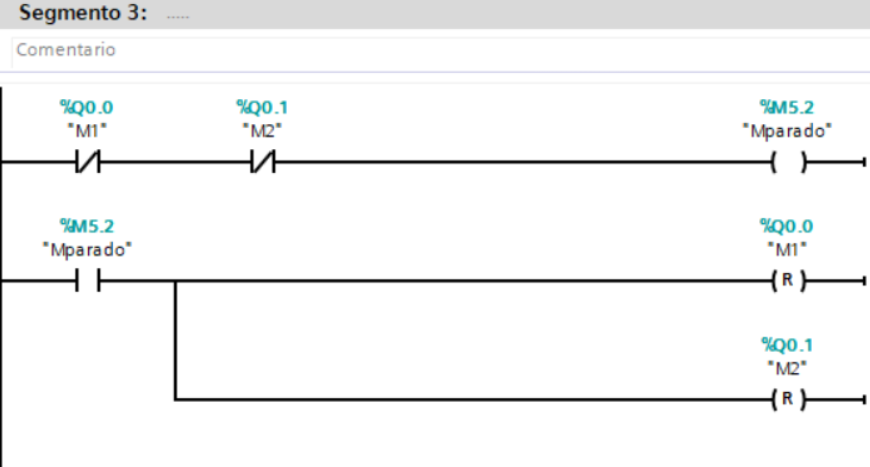 Segmento 3: .....
Comentario
%Q0.0 %Q0.1 %M5.2
"M1" "M2" "Mparado"
%M5.2 %Q0.0
"Mparado" "M1"
R
%Q0.1
"M2"
R